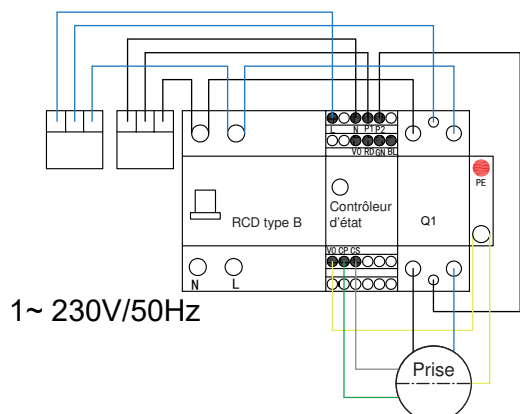 L N P1 P2
VO RD GN BL
PE
RCD type B
Contrôleur
d'état
Q1
VO CP CS
N L
1~ 230V/50Hz
Prise